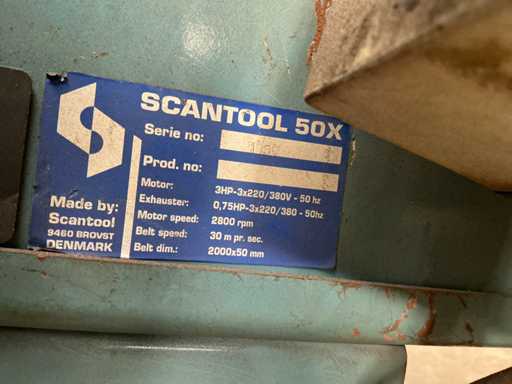 SCANTOOL 50X
Serie no:
Prod. no:
Motor: 3HP-3x220/380V - 50 hz
Exhauster: 0,75HP-3x220/380 - 50hz
Motor speed: 2800 rpm
Belt speed: 30 m pr. sec.
Belt dim.: 2000x50 mm
Made by:
Scantool
9460 BROVST
DENMARK